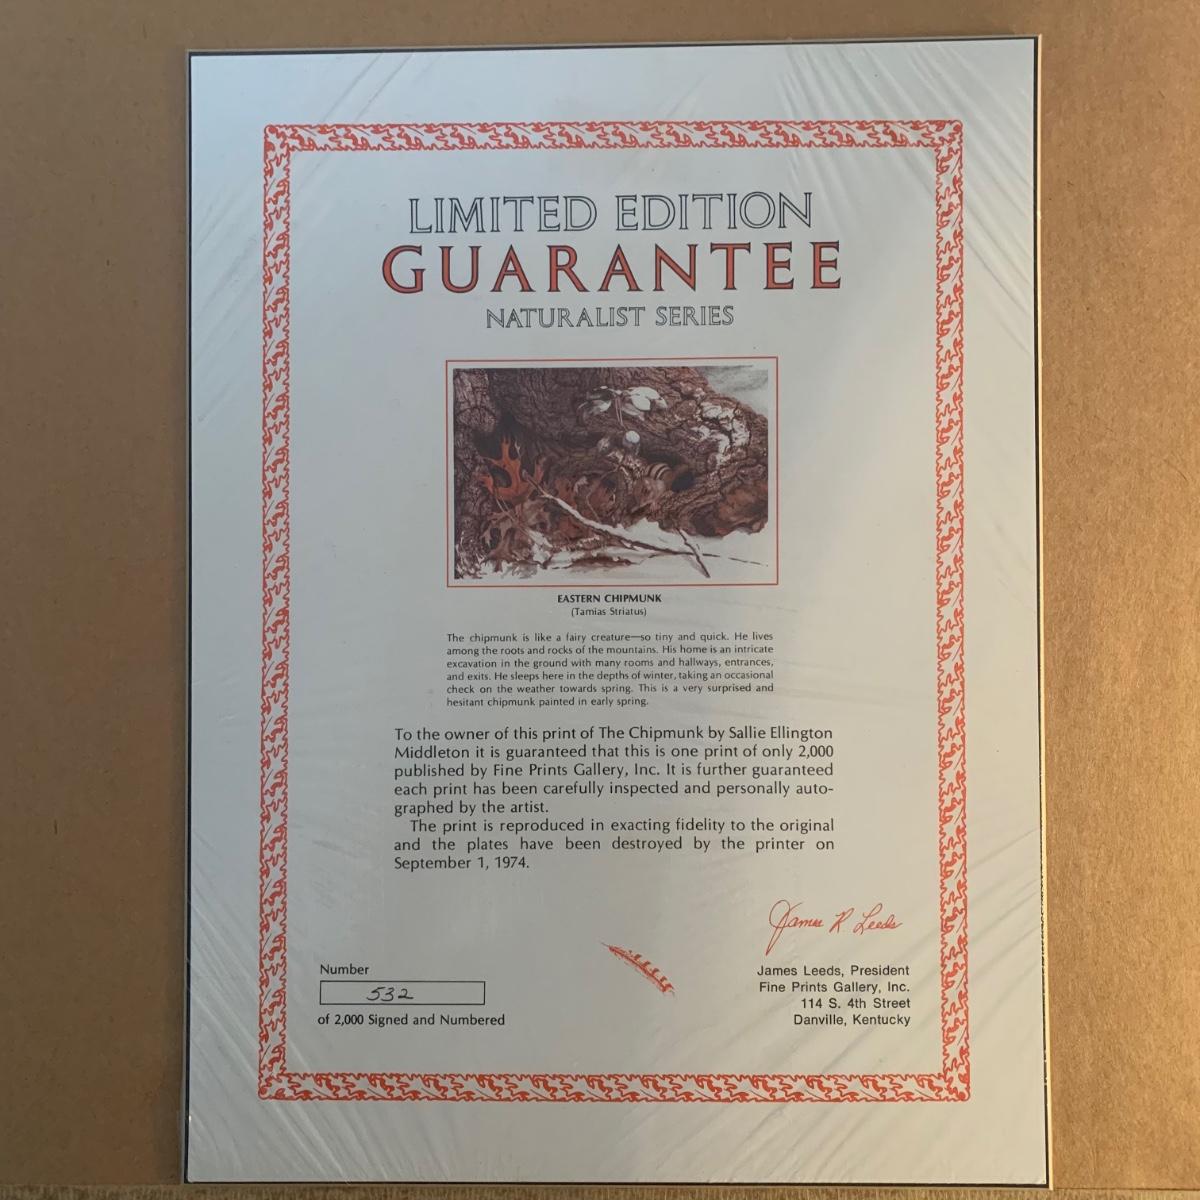 LIMITED EDITION
GUARANTEE
NATURALIST SERIES
EASTERN CHIPMUNK
(Tamias Striatus)
The chipmunk is like a fairy creature—so tiny and quick. He lives
among the roots and rocks of the mountains. His home is an intricate
excavation in the ground with many rooms and hallways, entrances,
and exits. He sleeps here in the depths of winter, taking an occasional
check on the weather towards spring. This is a very surprised and
hesitant chipmunk painted in early spring.
To the owner of this print of The Chipmunk by Sallie Ellington
Middleton it is guaranteed that this is one print of only 2,000
published by Fine Prints Gallery, Inc. It is further guaranteed
each print has been carefully inspected and personally auto-
graphed by the artist.
The print is reproduced in exacting fidelity to the original
and the plates have been destroyed by the printer on
September 1, 1974.
James R. Leeds
James Leeds, President
Fine Prints Gallery, Inc.
114 S. 4th Street
Danville, Kentucky
Number
532
of 2,000 Signed and Numbered